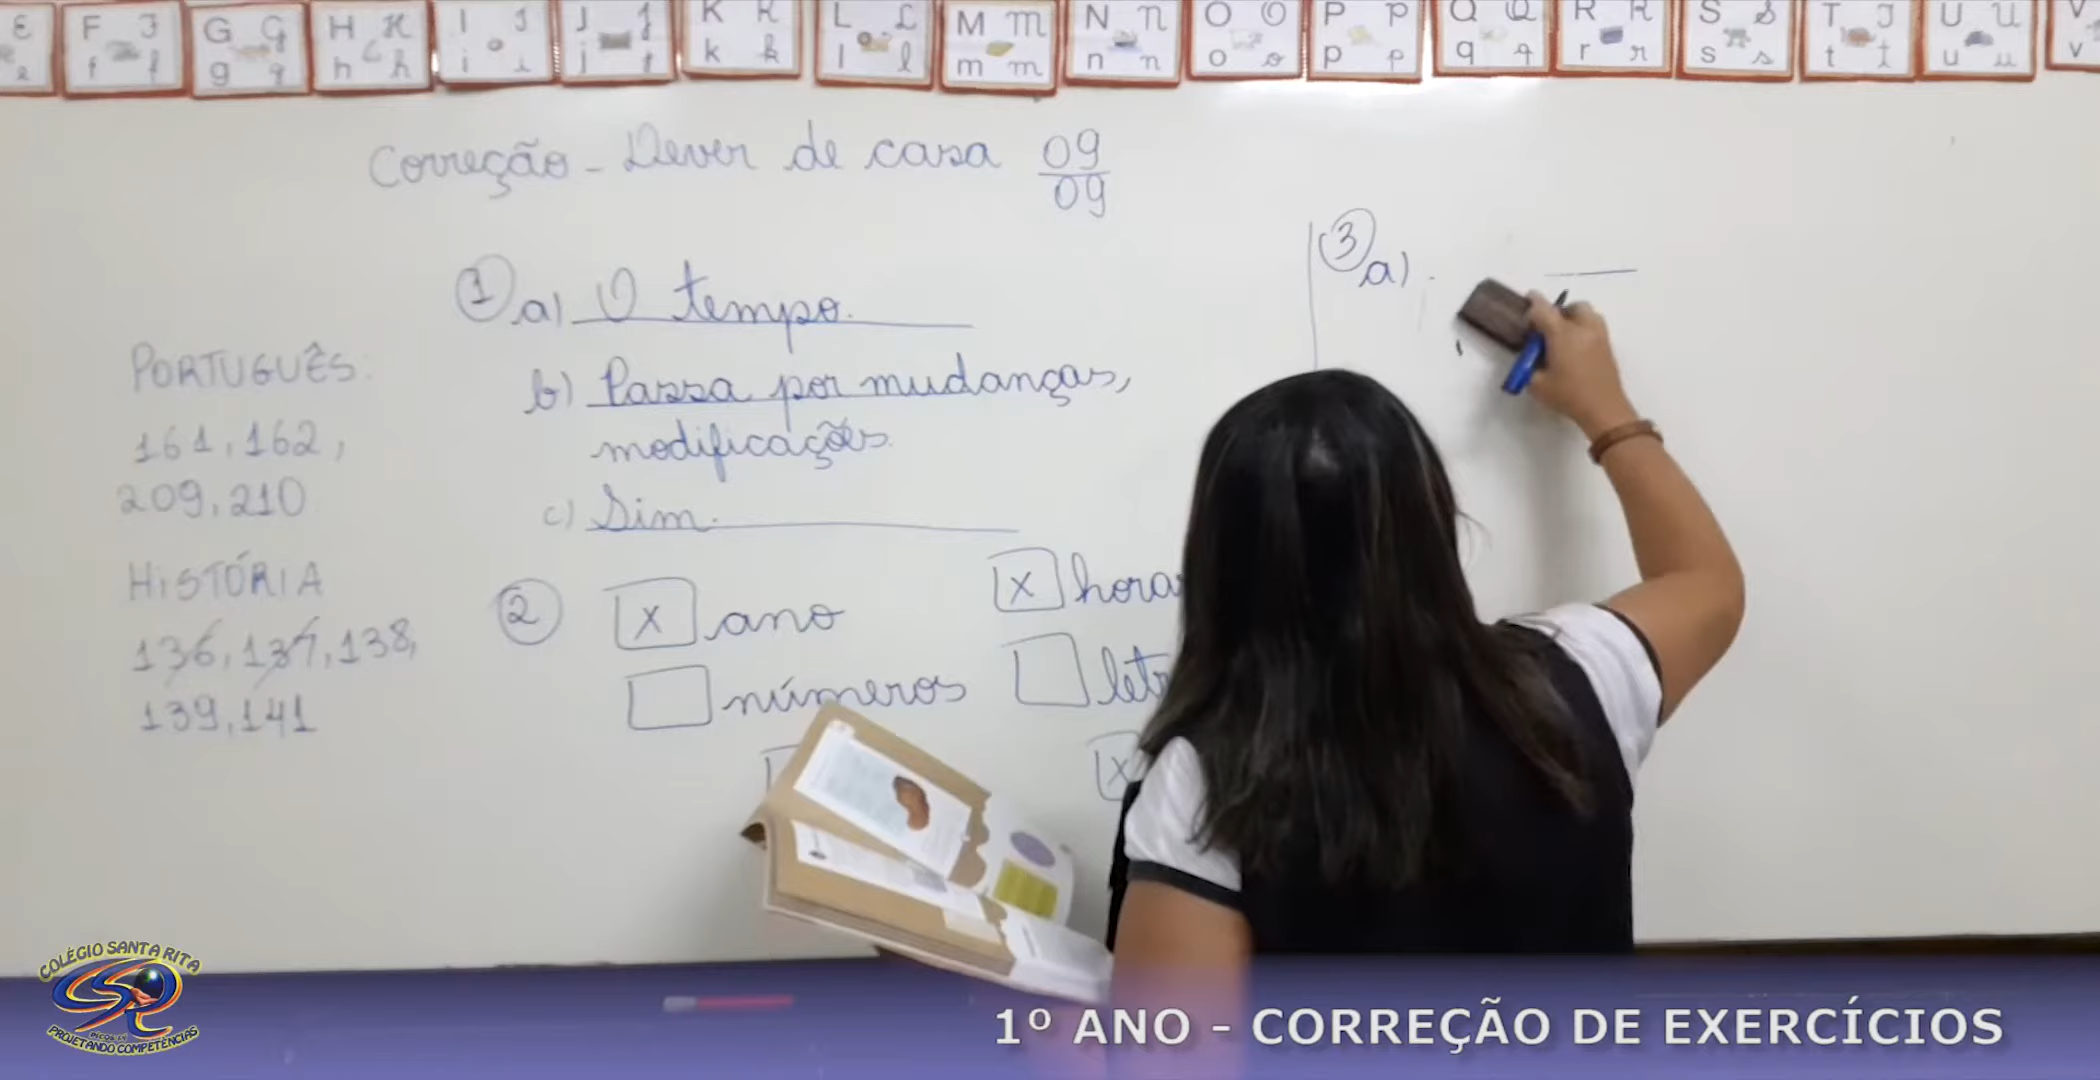 E
F F f f
G G g g
H H h h
I I i i
J J j j
K K k k
L L l l
M M m m
N N n n
O O o o
P P p p
Q Q q q
R R r r
S S s s
T T t t
U U u u
V
v
Correção - Dever de casa 09/09
1 a) O tempo.
b) Passa por mudanças,
modificações.
c) Sim.
2 x ano x horas
números
x
3 a)
PORTUGUÊS:
161, 162,
209, 210
HISTÓRIA
136, 137, 138,
139, 141
COLÉGIO SANTA RITA
PROJETANDO COMPETÊNCIAS
1º ANO - CORREÇÃO DE EXERCÍCIOS